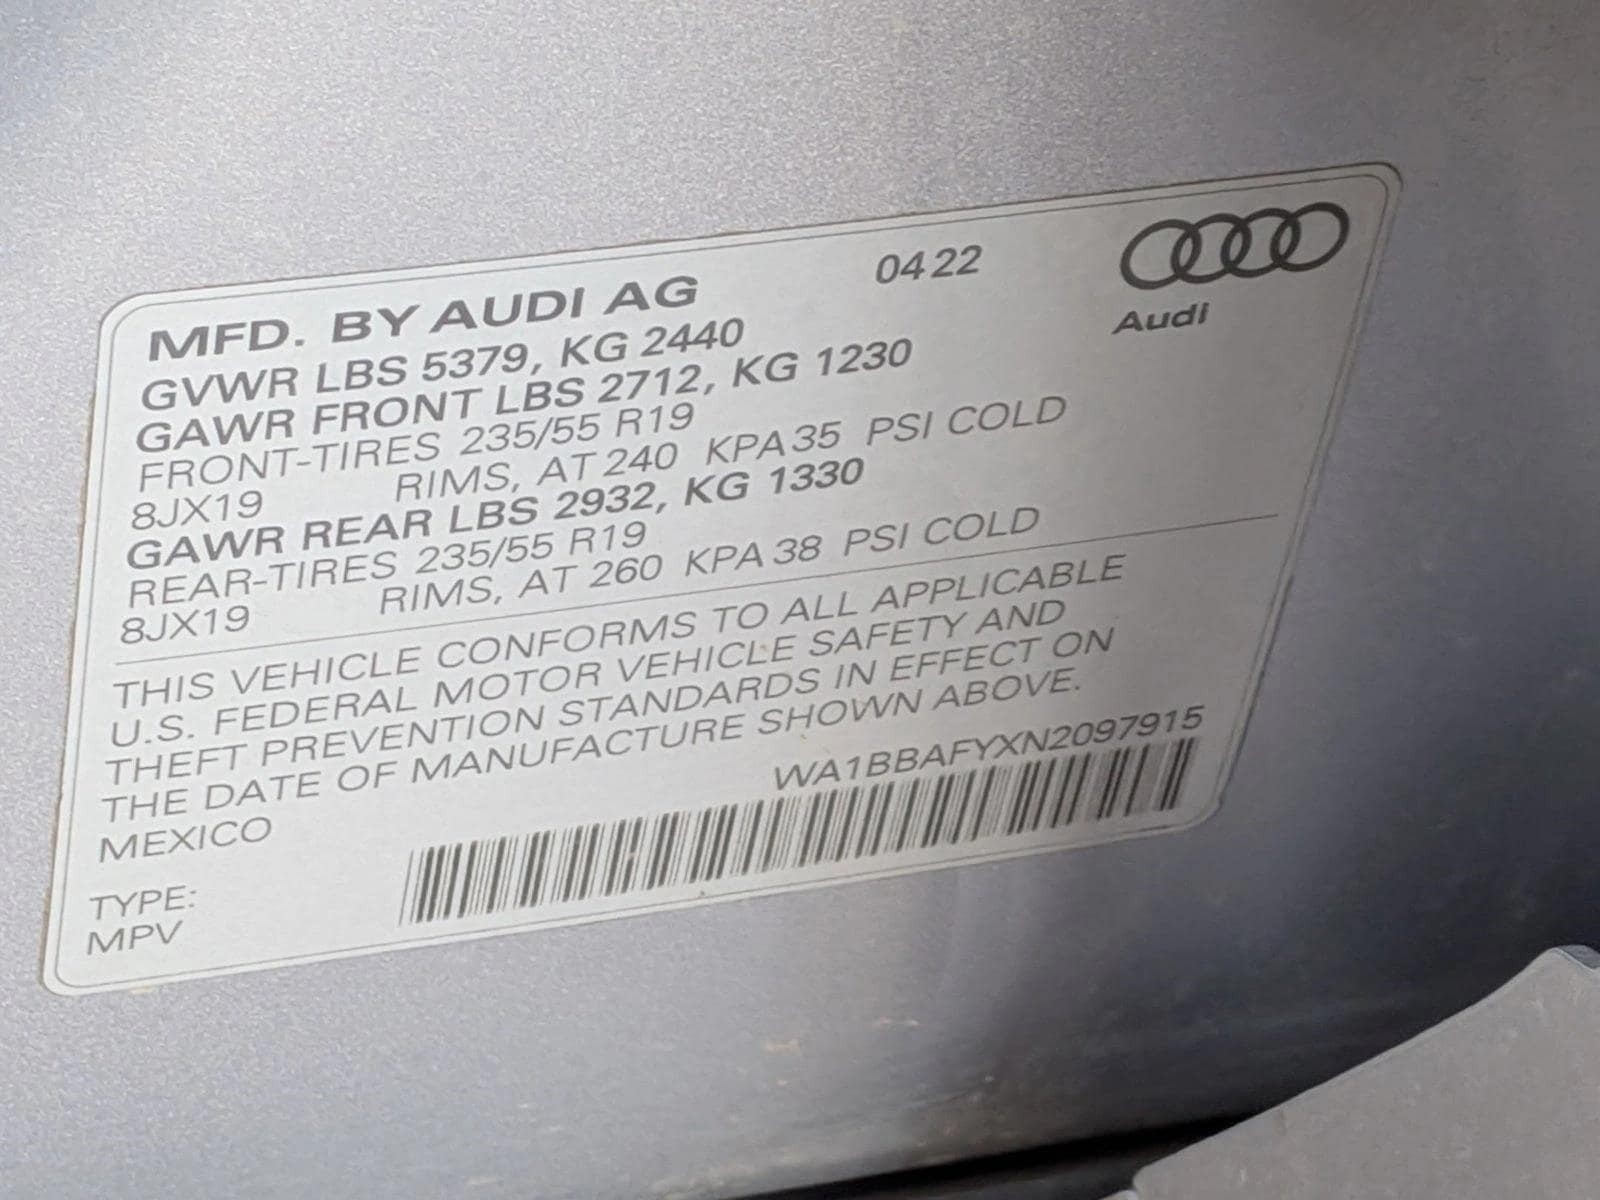 MFD. BY AUDI AG 04 22
Audi
GVWR LBS 5379, KG 2440
GAWR FRONT LBS 2712, KG 1230
FRONT-TIRES 235/55 R19
8JX19 RIMS, AT 240 KPA 35 PSI COLD
GAWR REAR LBS 2932, KG 1330
REAR-TIRES 235/55 R19
8JX19 RIMS, AT 260 KPA 38 PSI COLD
THIS VEHICLE CONFORMS TO ALL APPLICABLE
U.S. FEDERAL MOTOR VEHICLE SAFETY AND
THEFT PREVENTION STANDARDS IN EFFECT ON
THE DATE OF MANUFACTURE SHOWN ABOVE.
MEXICO WA1BBAFYXN2097915
TYPE:
MPV